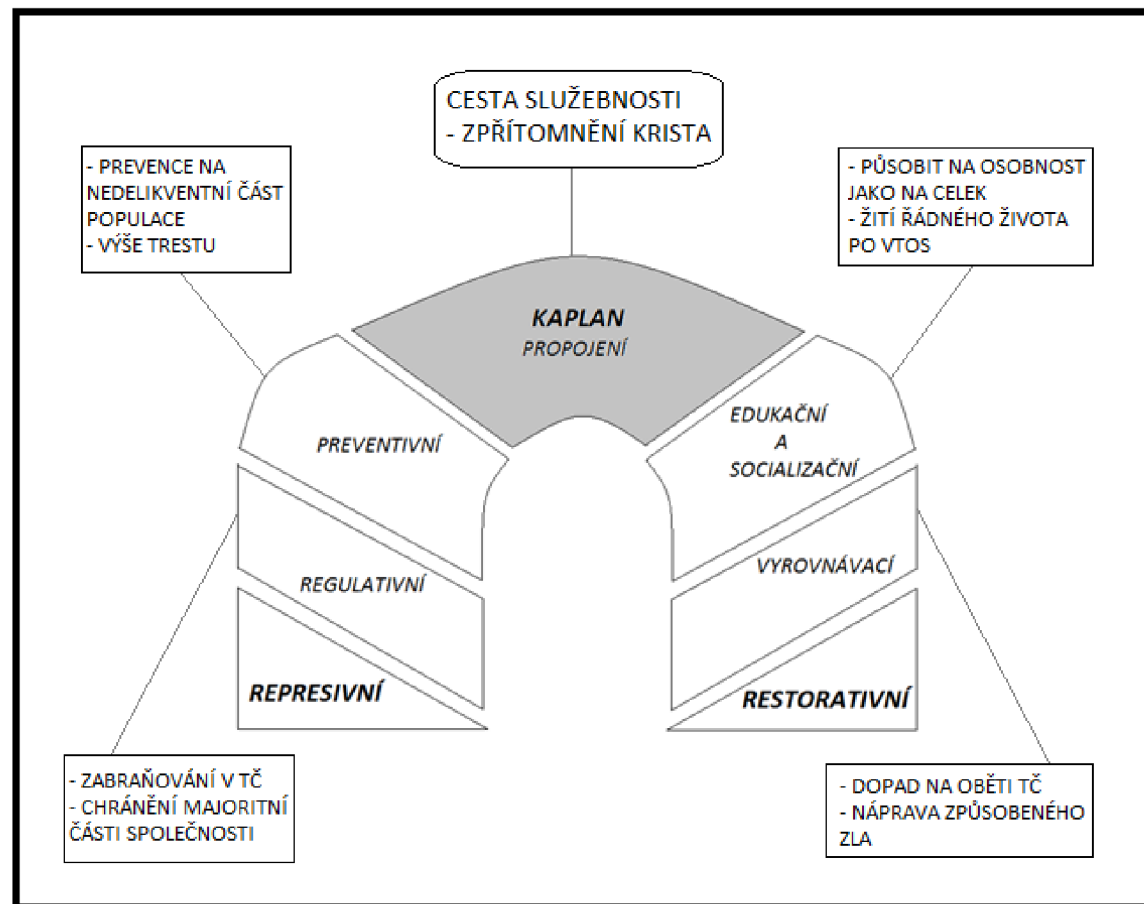 CESTA SLUŽEBNOSTI
- ZPŘÍTOMNĚNÍ KRISTA
- PREVENCE NA
NEDELIKVENTNÍ ČÁST
POPULACE
- VÝŠE TRESTU
- PŮSOBIT NA OSOBNOST
JAKO NA CELEK
- ŽITÍ ŘÁDNÉHO ŽIVOTA
PO VTOS
KAPLAN
PROPOJENÍ
PREVENTIVNÍ
EDUKAČNÍ
A
SOCIALIZAČNÍ
REGULATIVNÍ
VYROVNÁVACÍ
REPRESIVNÍ
RESTORATIVNÍ
- ZABRAŇOVÁNÍ V TČ
- CHRÁNĚNÍ MAJORITNÍ
ČÁSTI SPOLEČNOSTI
- DOPAD NA OBĚTI TČ
- NÁPRAVA ZPŮSOBENÉHO
ZLA